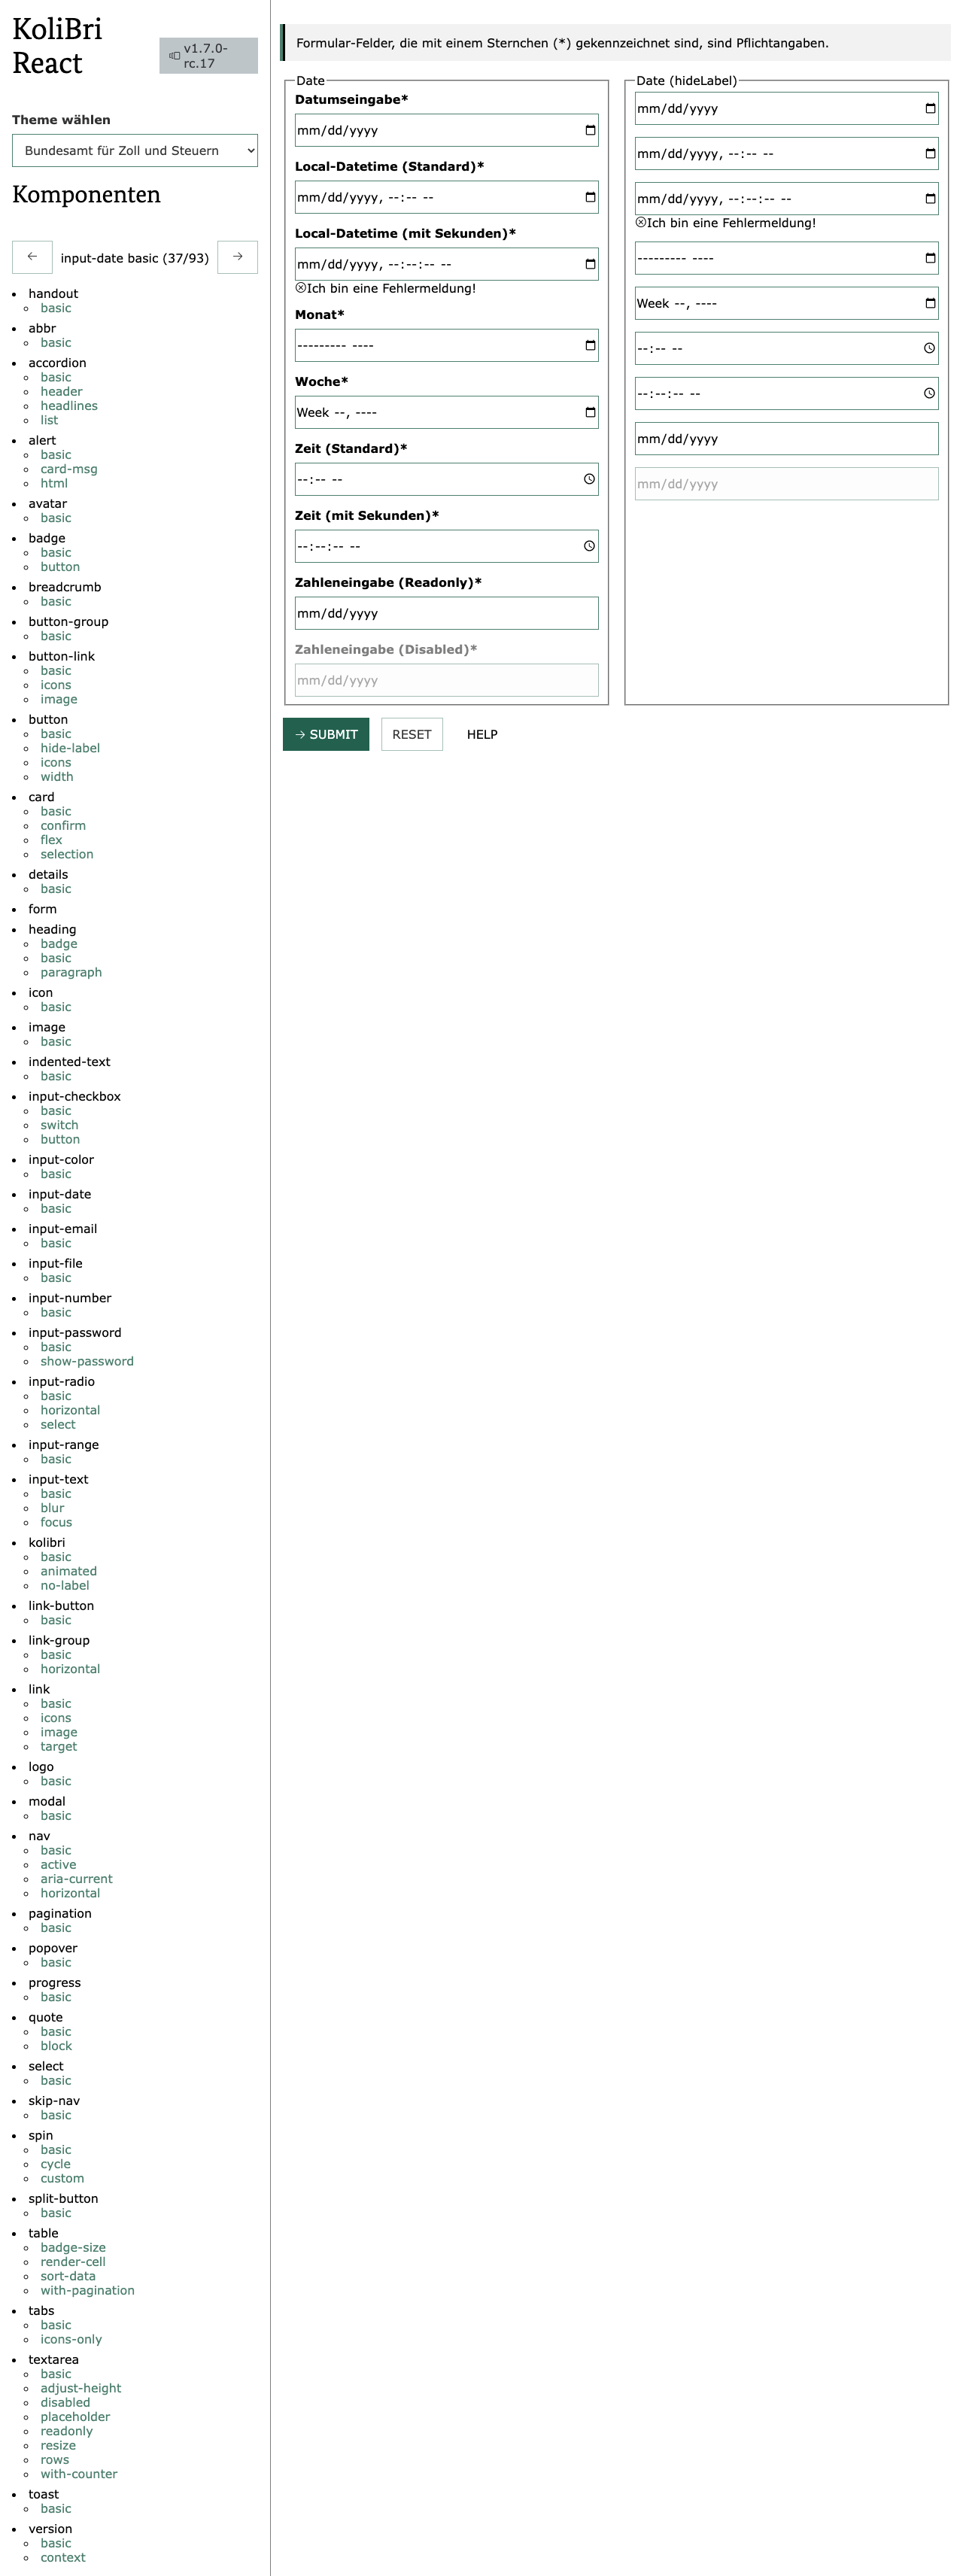 KoliBri
React
v1.7.0-
rc.17
Theme wählen
Bundesamt für Zoll und Steuern
Komponenten
← input-date basic (37/93) →
handout
basic
abbr
basic
accordion
basic
header
headlines
list
alert
basic
card-msg
html
avatar
basic
badge
basic
button
breadcrumb
basic
button-group
basic
button-link
basic
icons
image
button
basic
hide-label
icons
width
card
basic
confirm
flex
selection
details
basic
form
heading
badge
basic
paragraph
icon
basic
image
basic
indented-text
basic
input-checkbox
basic
switch
button
input-color
basic
input-date
basic
input-email
basic
input-file
basic
input-number
basic
input-password
basic
show-password
input-radio
basic
horizontal
select
input-range
basic
input-text
basic
blur
focus
kolibri
basic
animated
no-label
link-button
basic
link-group
basic
horizontal
link
basic
icons
image
target
logo
basic
modal
basic
nav
basic
active
aria-current
horizontal
pagination
basic
popover
basic
progress
basic
quote
basic
block
select
basic
skip-nav
basic
spin
basic
cycle
custom
split-button
basic
table
badge-size
render-cell
sort-data
with-pagination
tabs
basic
icons-only
textarea
basic
adjust-height
disabled
placeholder
readonly
resize
rows
with-counter
toast
basic
version
basic
context
Formular-Felder, die mit einem Sternchen (*) gekennzeichnet sind, sind Pflichtangaben.
Date
Datumseingabe*
mm/dd/yyyy
Local-Datetime (Standard)*
mm/dd/yyyy, --:-- --
Local-Datetime (mit Sekunden)*
mm/dd/yyyy, --:--:-- --
Ich bin eine Fehlermeldung!
Monat*
--------- ----
Woche*
Week --, ----
Zeit (Standard)*
--:-- --
Zeit (mit Sekunden)*
--:--:-- --
Zahleneingabe (Readonly)*
mm/dd/yyyy
Zahleneingabe (Disabled)*
mm/dd/yyyy
Date (hideLabel)
mm/dd/yyyy
mm/dd/yyyy, --:-- --
mm/dd/yyyy, --:--:-- --
Ich bin eine Fehlermeldung!
--------- ----
Week --, ----
--:-- --
--:--:-- --
mm/dd/yyyy
mm/dd/yyyy
→ SUBMIT RESET HELP